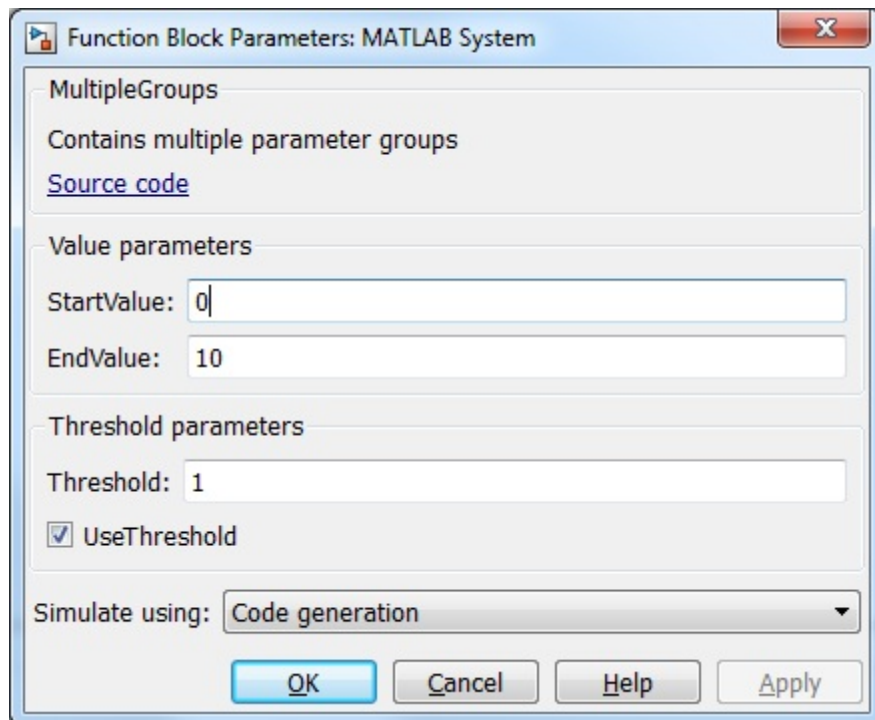 Function Block Parameters: MATLAB System
MultipleGroups
Contains multiple parameter groups
Source code
Value parameters
StartValue: 0
EndValue: 10
Threshold parameters
Threshold: 1
UseThreshold
Simulate using: Code generation
OK Cancel Help Apply